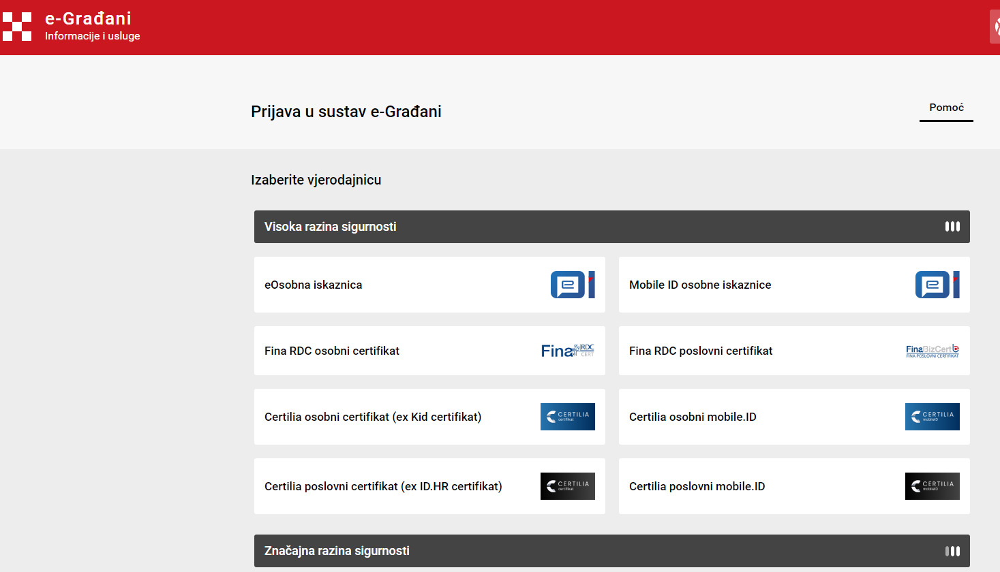 e-Građani
Informacije i usluge
Prijava u sustav e-Građani
Pomoć
Izaberite vjerodajnicu
Visoka razina sigurnosti
eOsobna iskaznica
Mobile ID osobne iskaznice
Fina RDC osobni certifikat
Fina RDC CERT
Fina RDC poslovni certifikat
FinaBizCert
FINA POSLOVNI CERTIFIKAT
Certilia osobni certifikat (ex Kid certifikat)
CERTILIA
certifikat
Certilia osobni mobile.ID
CERTILIA
mobileID
Certilia poslovni certifikat (ex ID.HR certifikat)
CERTILIA
certifikat
Certilia poslovni mobile.ID
CERTILIA
mobileID
Značajna razina sigurnosti